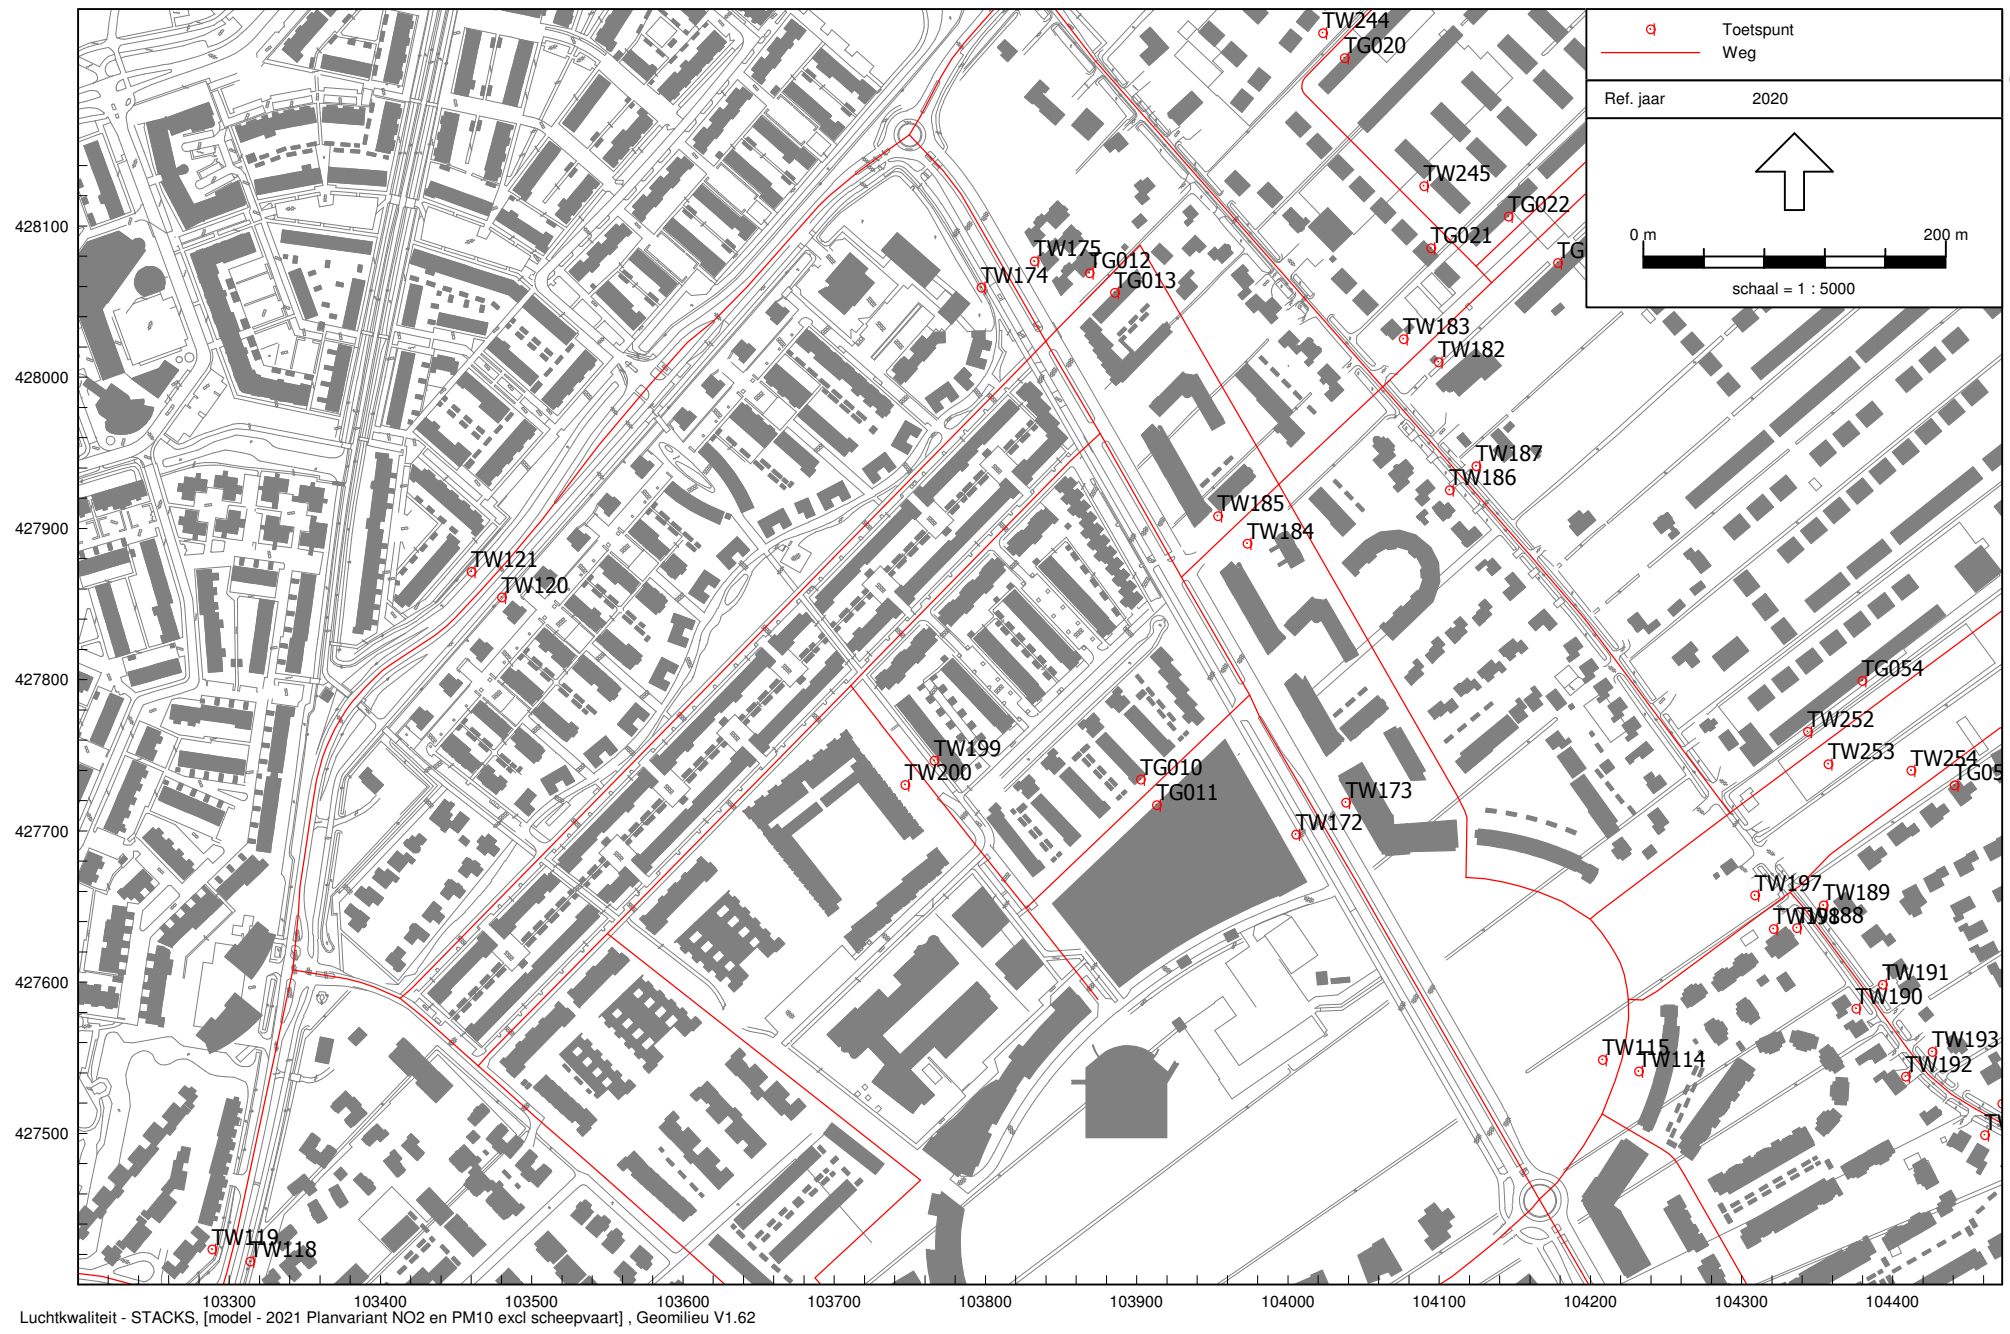 TW244
TG020
Toetspunt
Weg
Ref. jaar 2020
TW245
TG022
TG021
TG
0 m 200 m
schaal = 1 : 5000
428100
TW175
TG012
TW174
TG013
TW183
TW182
428000
TW187
TW186
TW185
TW184
427900
TW121
TW120
427800
TG054
TW252
TW253
TW254
TG05
TW199
TW200
TG010
TG011
TW173
TW172
427700
TW197
TW189
TW198
TW188
427600
TW191
TW190
TW193
TW192
TW115
TW114
427500
TW119
TW118
103300 103400 103500 103600 103700 103800 103900 104000 104100 104200 104300 104400
Luchtkwaliteit - STACKS, [model - 2021 Planvariant NO2 en PM10 excl scheepvaart] , Geomilieu V1.62